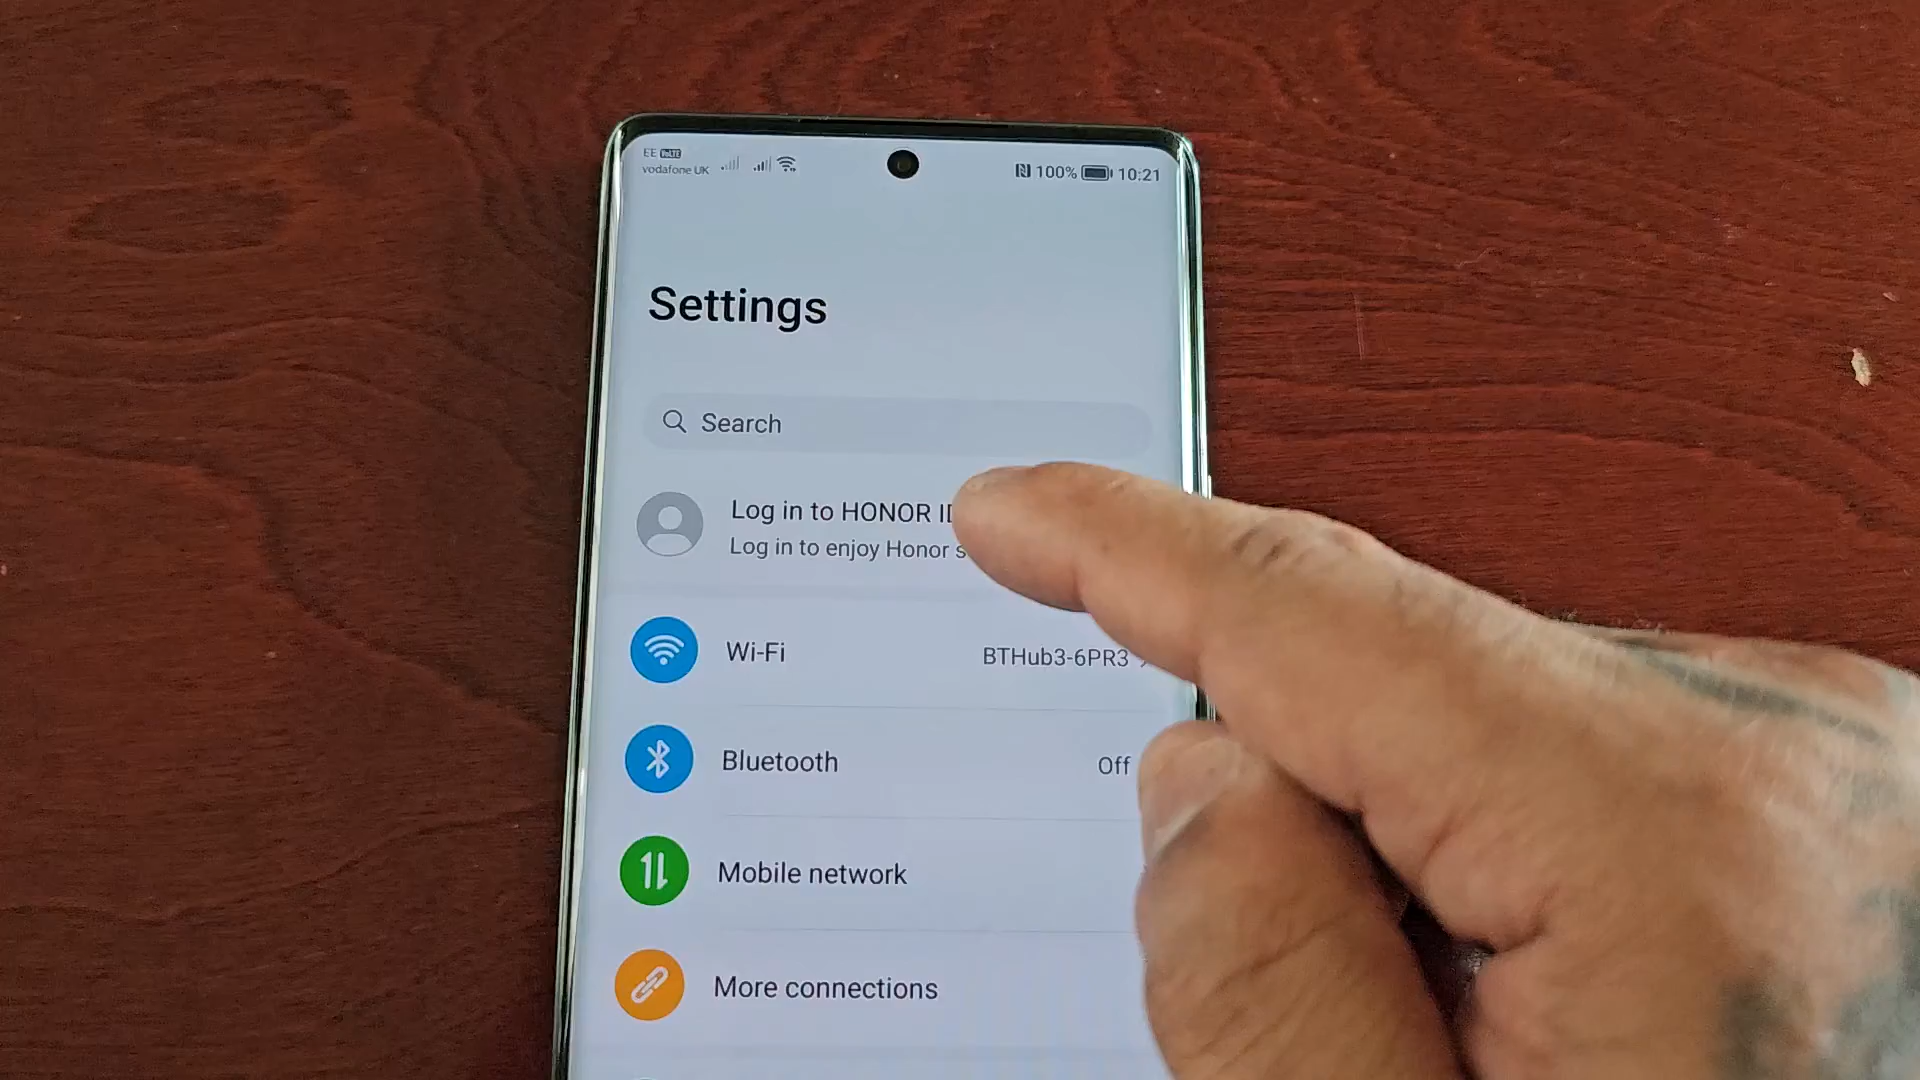 EE VoLTE
vodafone UK
100% 10:21
Settings
Search
Log in to HONOR ID
Log in to enjoy Honor s
Wi-Fi BTHub3-6PR3
Bluetooth Off
Mobile network
More connections